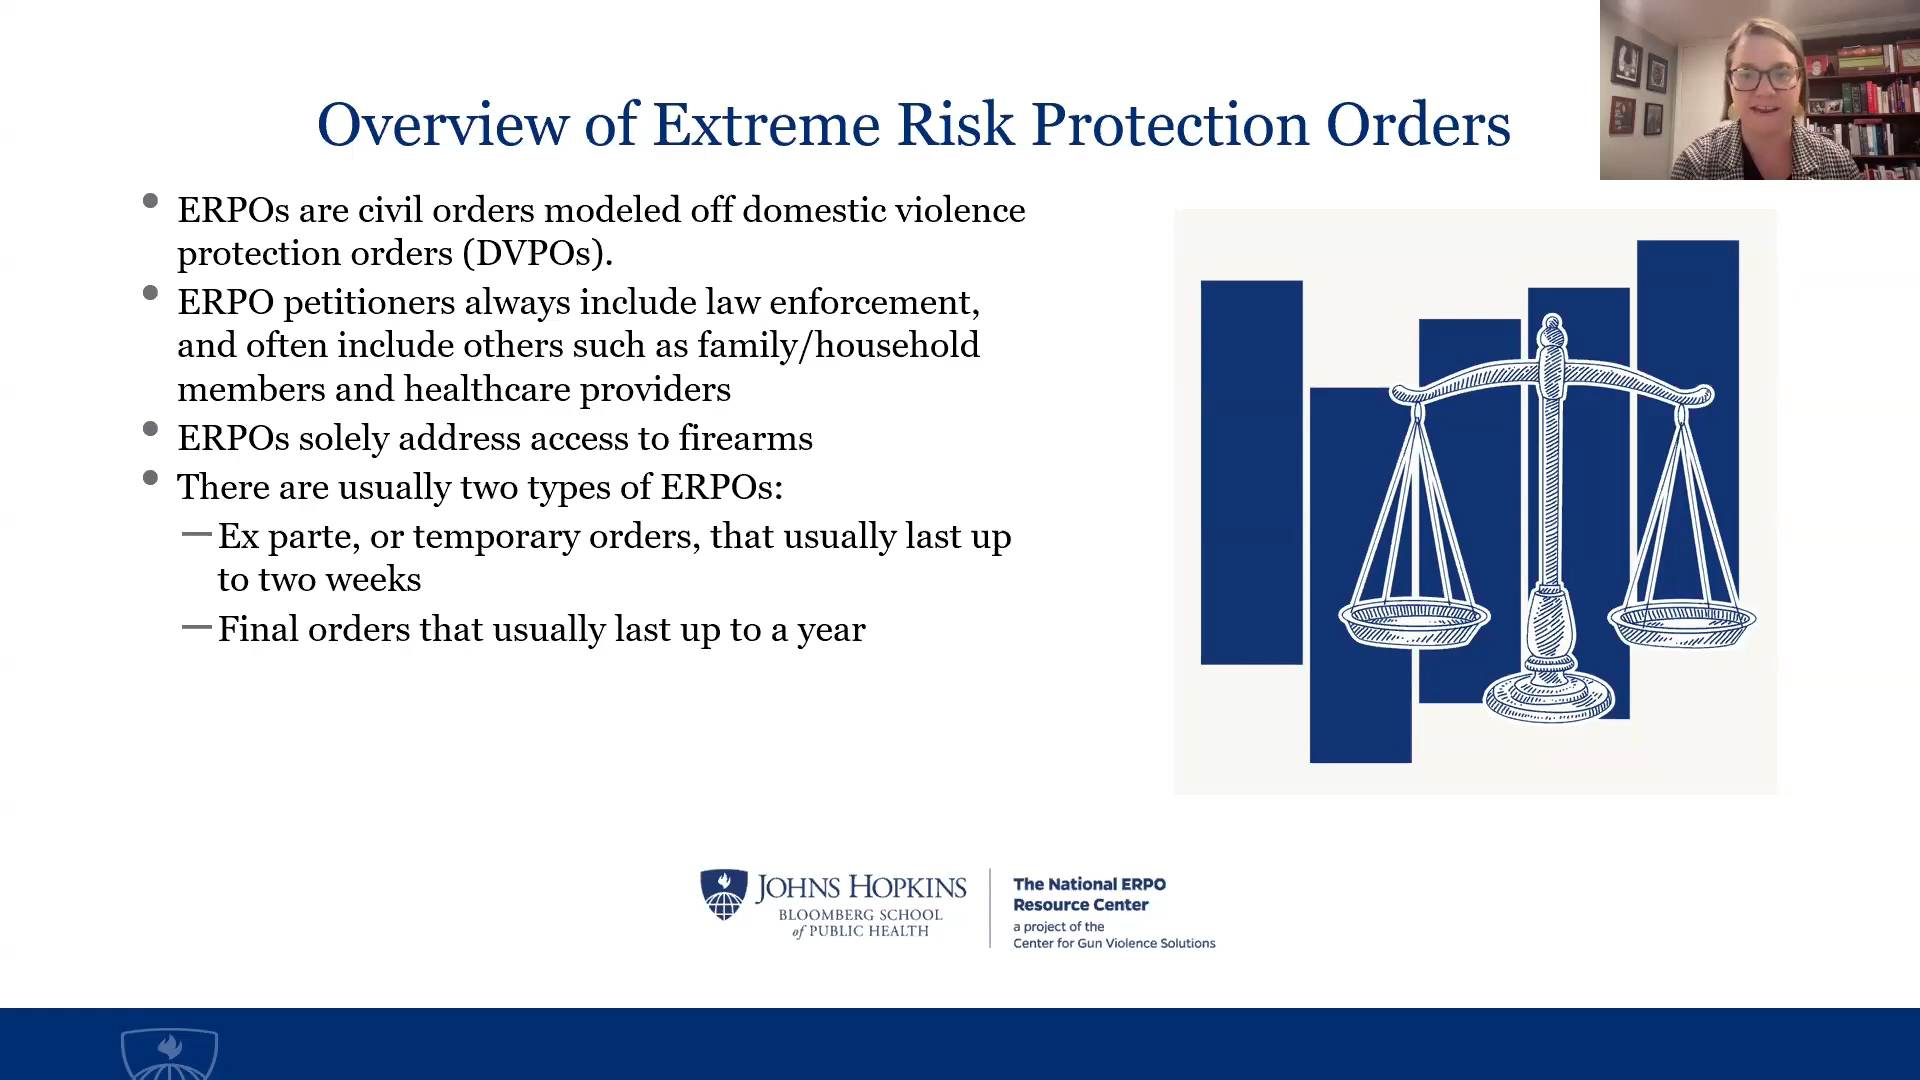 Overview of Extreme Risk Protection Orders
ERPOs are civil orders modeled off domestic violence
protection orders (DVPOs).
ERPO petitioners always include law enforcement,
and often include others such as family/household
members and healthcare providers
ERPOs solely address access to firearms
There are usually two types of ERPOs:
—Ex parte, or temporary orders, that usually last up
to two weeks
—Final orders that usually last up to a year
JOHNS HOPKINS
BLOOMBERG SCHOOL
of PUBLIC HEALTH
The National ERPO
Resource Center
a project of the
Center for Gun Violence Solutions